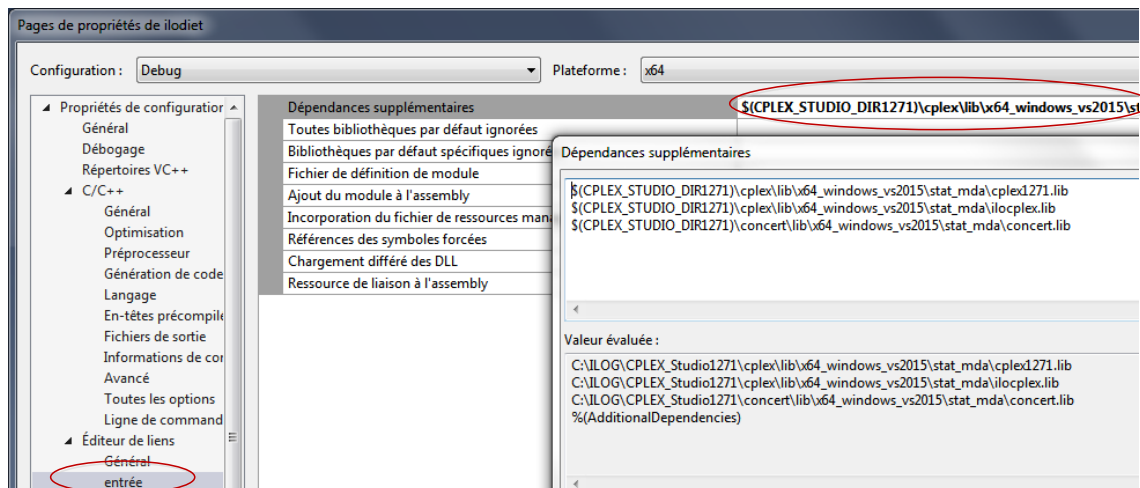 Pages de propriétés de ilodiet
Configuration : Debug Plateforme : x64
Propriétés de configuration
Général
Débogage
Répertoires VC++
C/C++
Général
Optimisation
Préprocesseur
Génération de code
Langage
En-têtes précompile
Fichiers de sortie
Informations de cor
Avancé
Toutes les options
Ligne de command
Éditeur de liens
Général
entrée
Dépendances supplémentaires $(CPLEX_STUDIO_DIR1271)\cplex\lib\x64_windows_vs2015\st
Toutes bibliothèques par défaut ignorées
Bibliothèques par défaut spécifiques ignoré
Fichier de définition de module
Ajout du module à l'assembly
Incorporation du fichier de ressources man
Références des symboles forcées
Chargement différé des DLL
Ressource de liaison à l'assembly
Dépendances supplémentaires
$(CPLEX_STUDIO_DIR1271)\cplex\lib\x64_windows_vs2015\stat_mda\cplex1271.lib
$(CPLEX_STUDIO_DIR1271)\cplex\lib\x64_windows_vs2015\stat_mda\ilocplex.lib
$(CPLEX_STUDIO_DIR1271)\concert\lib\x64_windows_vs2015\stat_mda\concert.lib
Valeur évaluée :
C:\ILOG\CPLEX_Studio1271\cplex\lib\x64_windows_vs2015\stat_mda\cplex1271.lib
C:\ILOG\CPLEX_Studio1271\cplex\lib\x64_windows_vs2015\stat_mda\ilocplex.lib
C:\ILOG\CPLEX_Studio1271\concert\lib\x64_windows_vs2015\stat_mda\concert.lib
%(AdditionalDependencies)